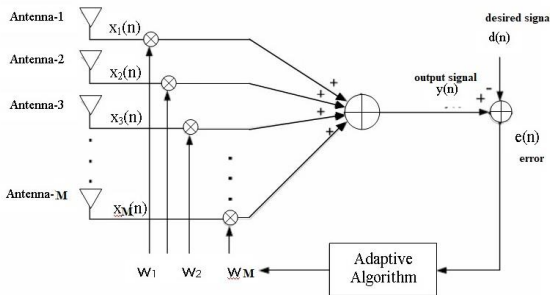 Antenna-1
x1(n)
Antenna-2
x2(n)
Antenna-3
x3(n)
Antenna-M
xM(n)
W1
W2
WM
+
+
+
+
output signal
y(n)
desired signa
d(n)
+
-
e(n)
error
Adaptive
Algorithm